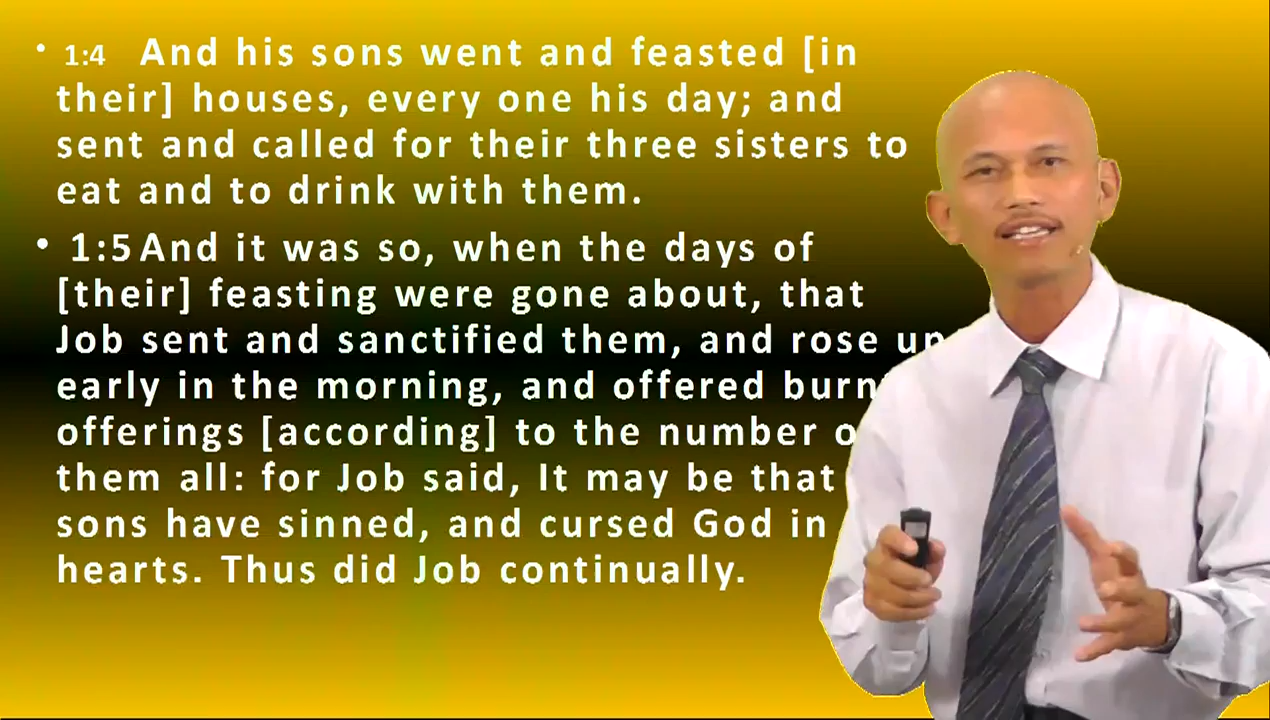 • 1:4 And his sons went and feasted [in
their] houses, every one his day; and
sent and called for their three sisters to
eat and to drink with them.
• 1:5 And it was so, when the days of
[their] feasting were gone about, that
Job sent and sanctified them, and rose up
early in the morning, and offered burn
offerings [according] to the number o
them all: for Job said, It may be that
sons have sinned, and cursed God in
hearts. Thus did Job continually.